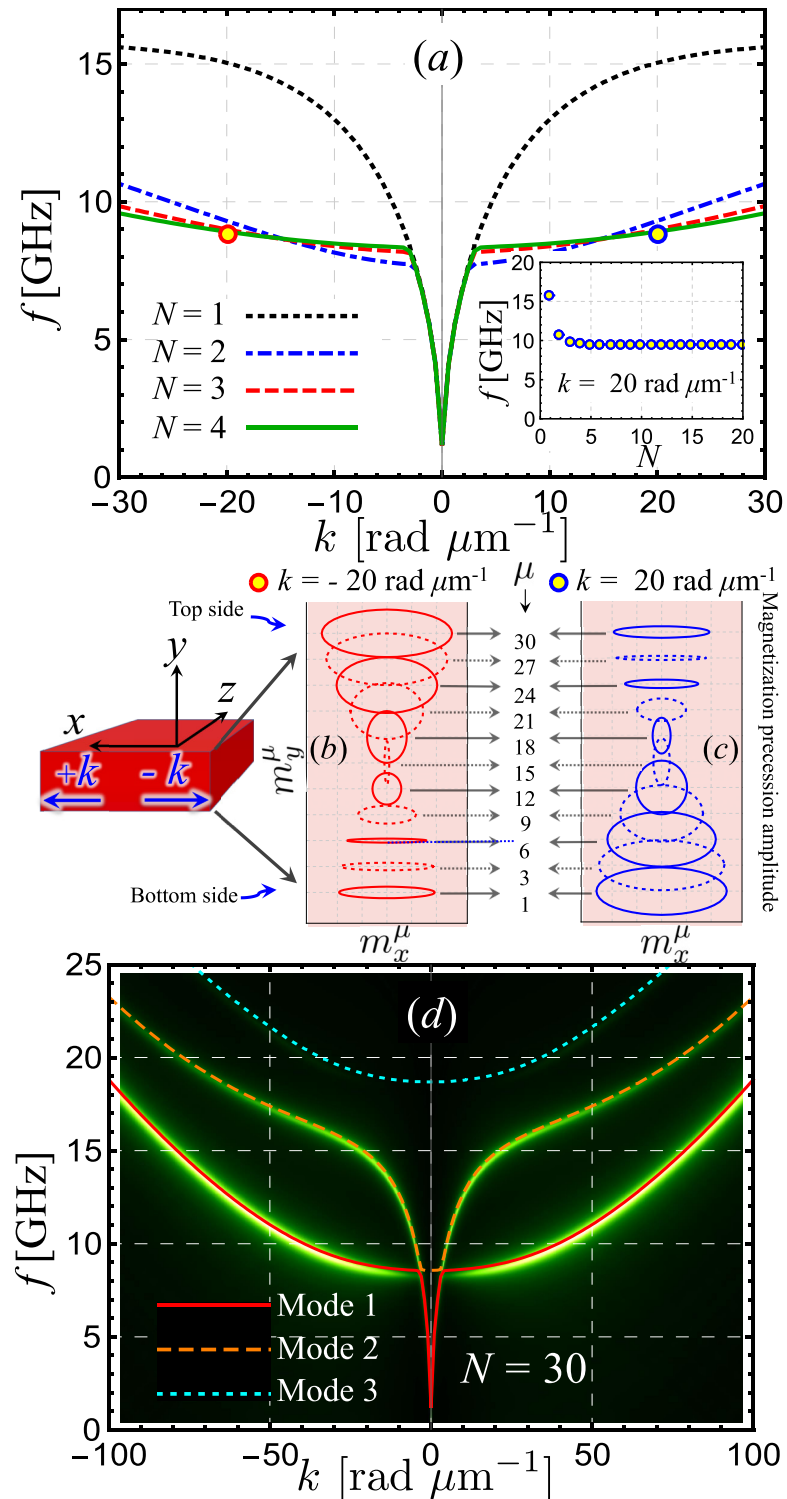 (a)
f [GHz]
15
10
5
0
N = 1
N = 2
N = 3
N = 4
20
15
10
5
0
f [GHz]
k = 20 rad μm⁻¹
0 5 10 15 20
N
−30 −20 −10 0 10 20 30
k [rad μm⁻¹]
k = - 20 rad μm⁻¹
μ
k = 20 rad μm⁻¹
Top side
y
z
x
+k
- k
Bottom side
(b)
m_y^μ
m_x^μ
30
27
24
21
18
15
12
9
6
3
1
(c)
m_x^μ
Magnetization precession amplitude
(d)
f [GHz]
25
20
15
10
5
0
Mode 1
Mode 2
Mode 3
N = 30
−100 −50 0 50 100
k [rad μm⁻¹]